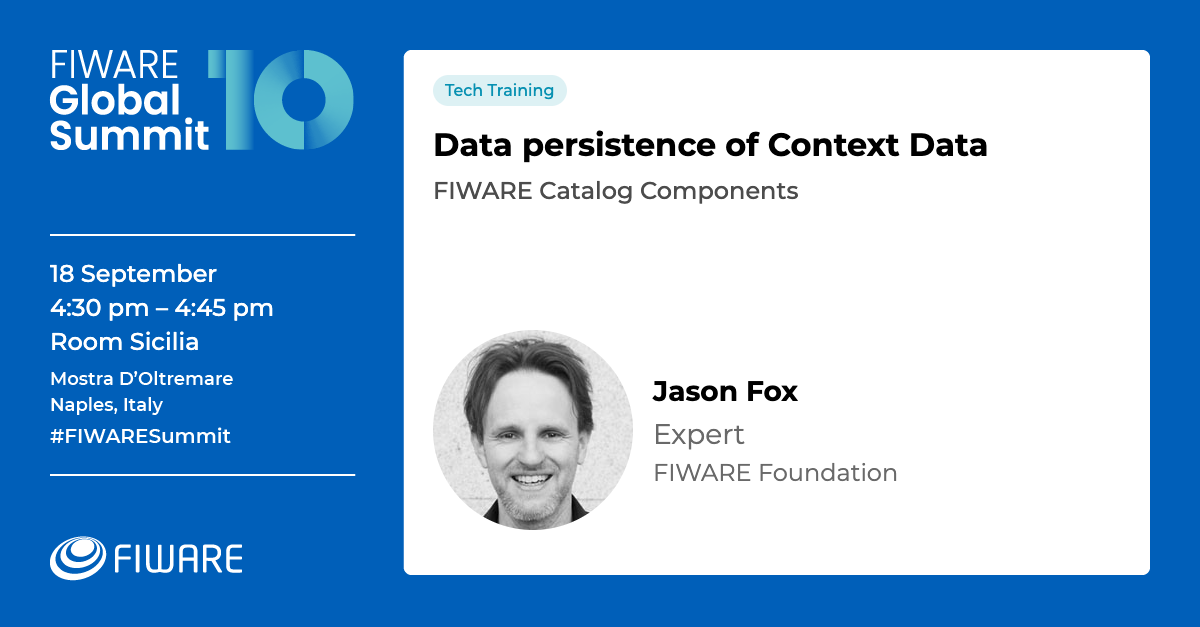 FIWARE
Global
Summit
10
18 September
4:30 pm – 4:45 pm
Room Sicilia
Mostra D’Oltremare
Naples, Italy
#FIWARESummit
FIWARE
Tech Training
Data persistence of Context Data
FIWARE Catalog Components
Jason Fox
Expert
FIWARE Foundation